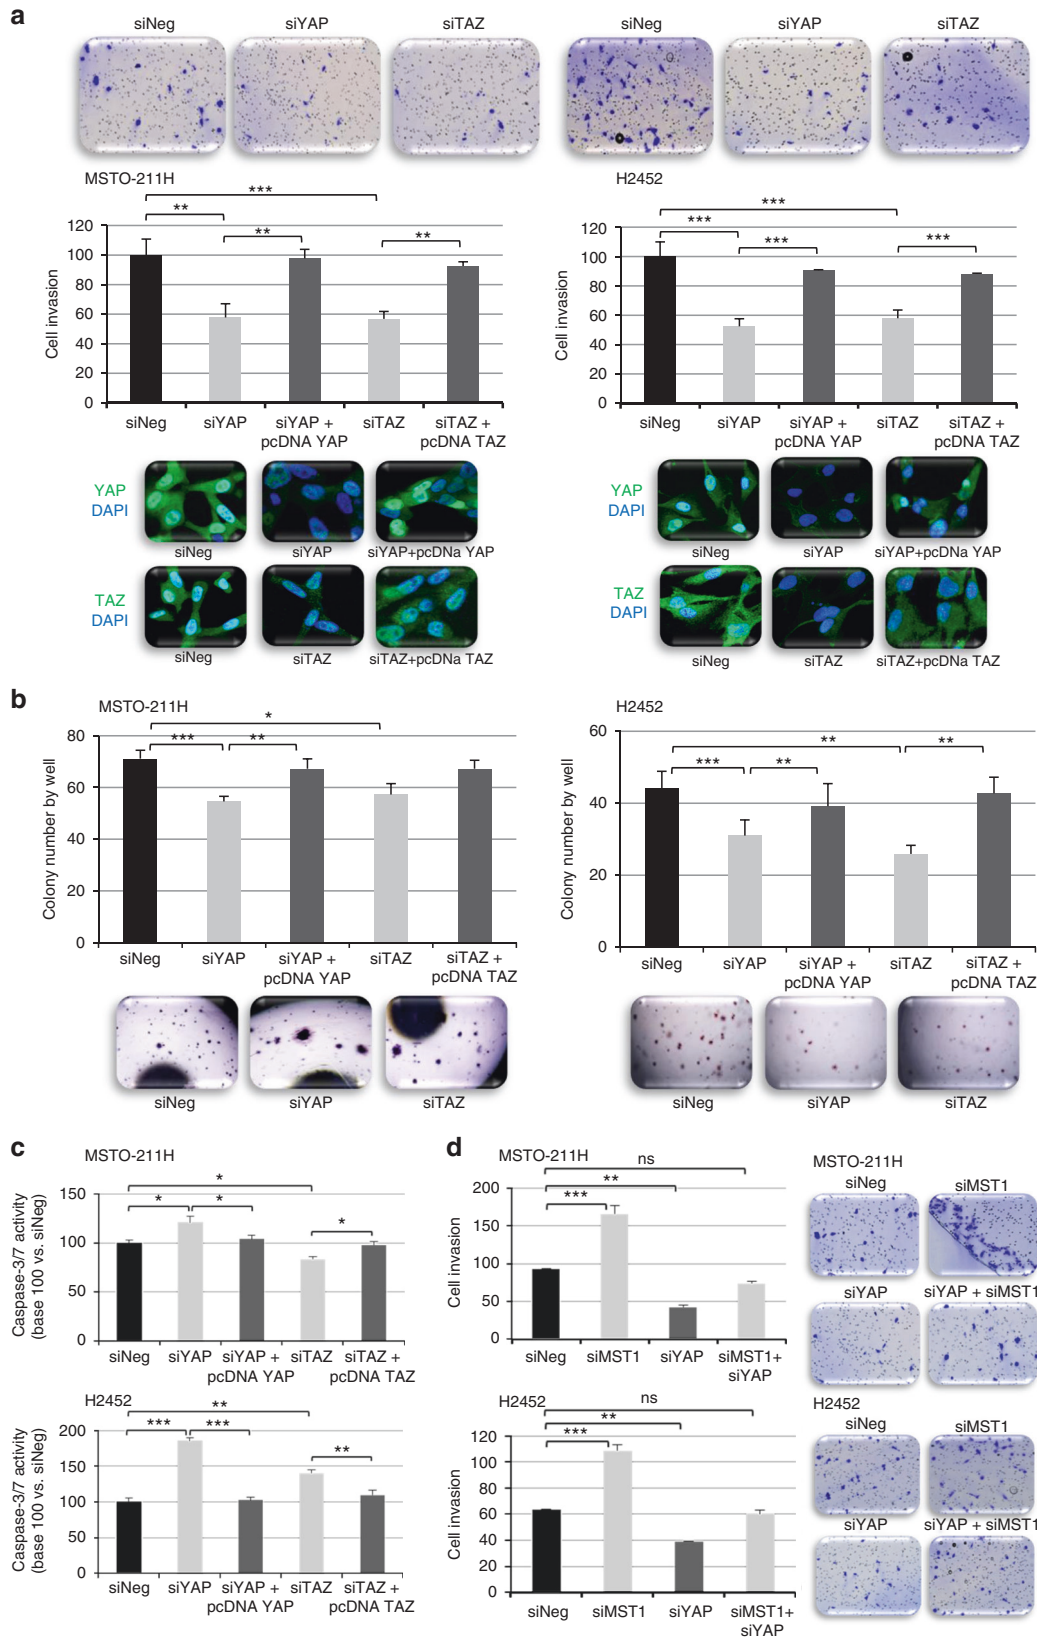 a
siNeg siYAP siTAZ siNeg siYAP siTAZ
MSTO-211H
***
**
**
**
120
100
80
60
40
20
0
Cell invasion
siNeg siYAP siYAP + siTAZ siTAZ +
pcDNA YAP pcDNA TAZ
H2452
***
***
***
***
120
100
80
60
40
20
0
Cell invasion
siNeg siYAP siYAP + siTAZ siTAZ +
pcDNA YAP pcDNA TAZ
YAP
DAPI
siNeg siYAP siYAP+pcDNa YAP
TAZ
DAPI
siNeg siTAZ siTAZ+pcDNa TAZ
YAP
DAPI
siNeg siYAP siYAP+pcDNa YAP
TAZ
DAPI
siNeg siTAZ siTAZ+pcDNa TAZ
b
MSTO-211H
*
*** **
80
60
40
20
0
Colony number by well
siNeg siYAP siYAP + siTAZ siTAZ +
pcDNA YAP pcDNA TAZ
siNeg siYAP siTAZ
H2452
** **
*** **
60
40
20
0
Colony number by well
siNeg siYAP siYAP + siTAZ siTAZ +
pcDNA YAP pcDNA TAZ
siNeg siYAP siTAZ
c
MSTO-211H
*
* *
*
150
100
50
0
Caspase-3/7 activity
(base 100 vs. siNeg)
siNeg siYAP siYAP + siTAZ siTAZ +
pcDNA YAP pcDNA TAZ
H2452
**
*** ***
**
200
150
100
50
0
Caspase-3/7 activity
(base 100 vs. siNeg)
siNeg siYAP siYAP + siTAZ siTAZ +
pcDNA YAP pcDNA TAZ
d
MSTO-211H
ns
**
***
200
150
100
50
0
Cell invasion
siNeg siMST1 siYAP siMST1+
siYAP
MSTO-211H
siNeg siMST1
siYAP siYAP + siMST1
H2452
ns
**
***
120
100
80
60
40
20
0
Cell invasion
siNeg siMST1 siYAP siMST1+
siYAP
H2452
siNeg siMST1
siYAP siYAP + siMST1